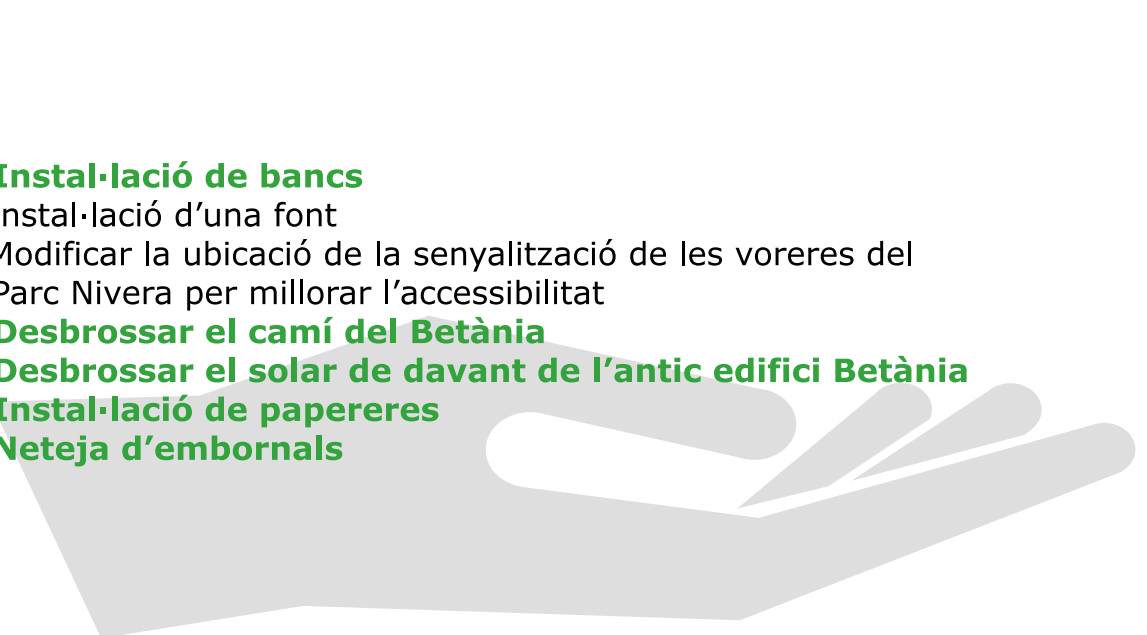 Instal·lació de bancs
Instal·lació d’una font
Modificar la ubicació de la senyalització de les voreres del
Parc Nivera per millorar l’accessibilitat
Desbrossar el camí del Betània
Desbrossar el solar de davant de l’antic edifici Betània
Instal·lació de papereres
Neteja d’embornals